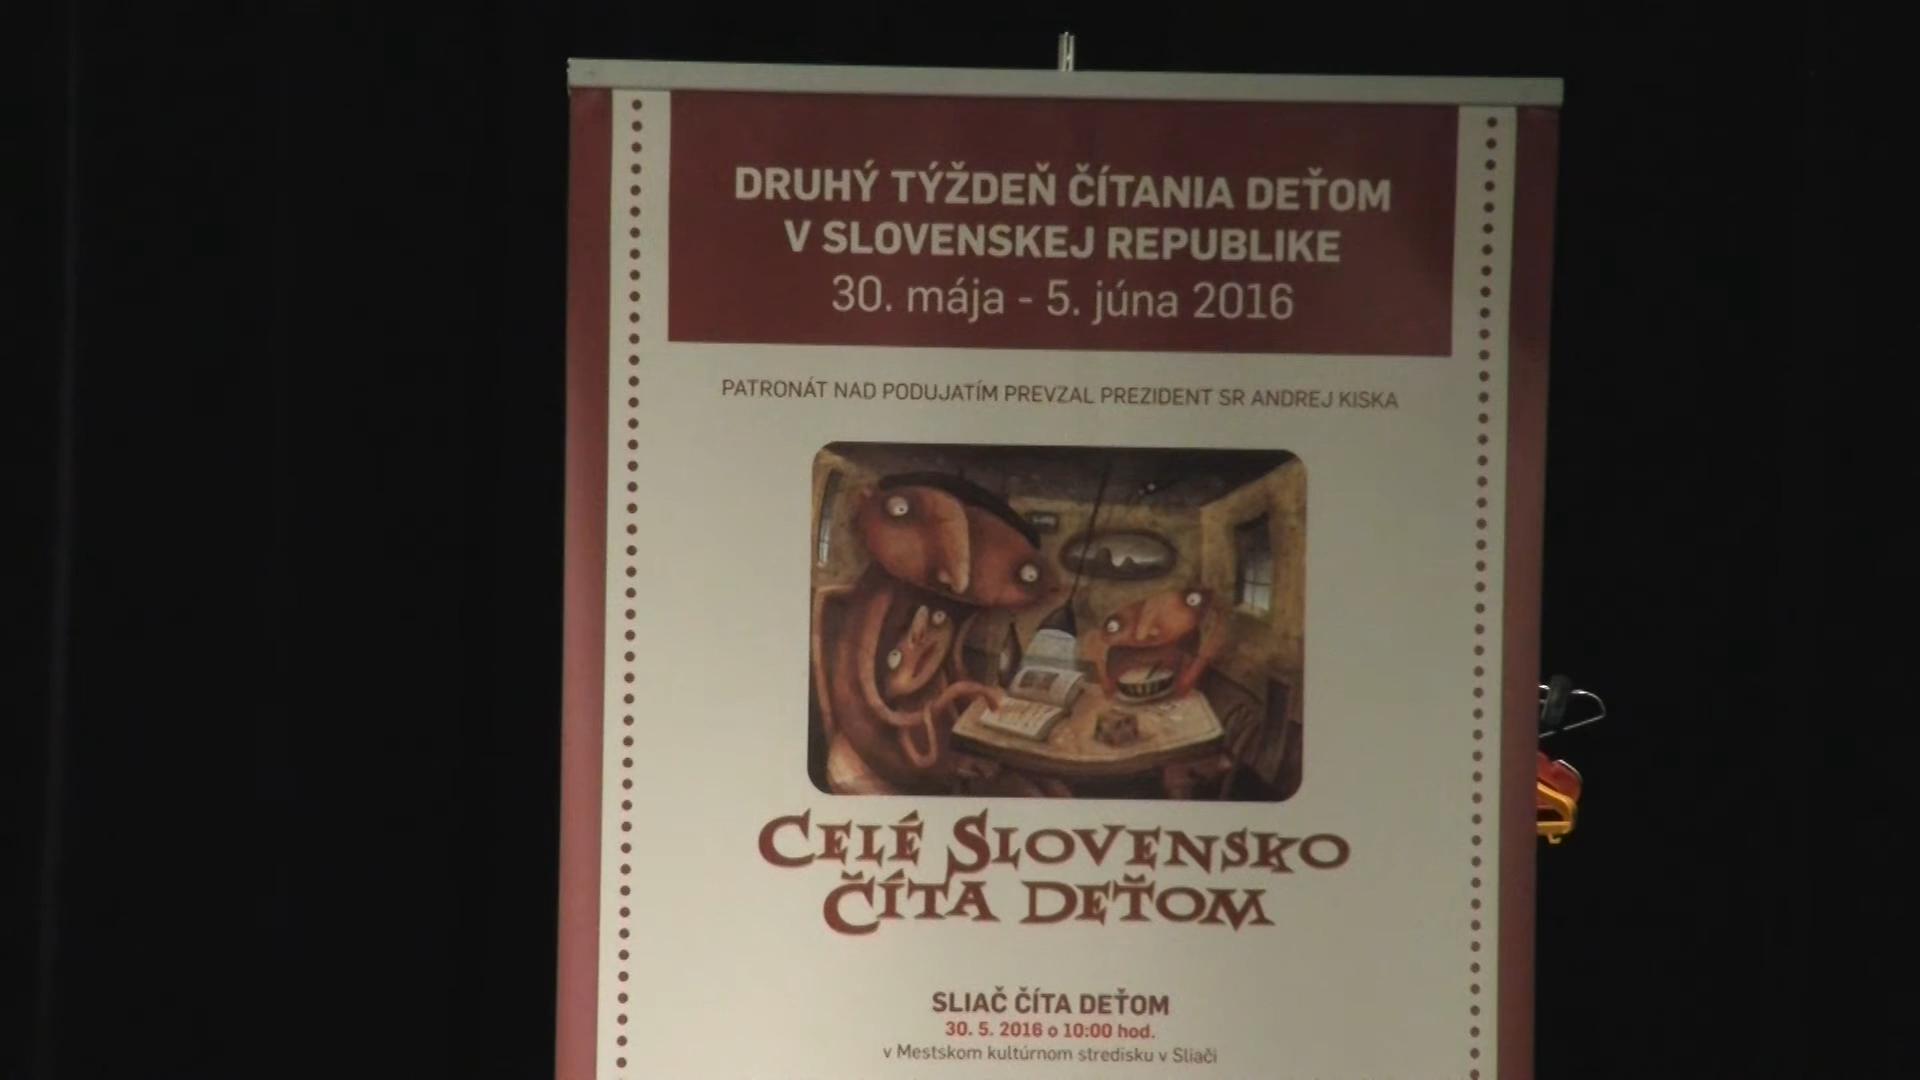 DRUHÝ TÝŽDEŇ ČÍTANIA DEŤOM
V SLOVENSKEJ REPUBLIKE
30. mája - 5. júna 2016
PATRONÁT NAD PODUJATÍM PREVZAL PREZIDENT SR ANDREJ KISKA
CELÉ SLOVENSKO
ČÍTA DEŤOM
SLIAČ ČÍTA DEŤOM
30. 5. 2016 o 10:00 hod.
v Mestskom kultúrnom stredisku v Sliači